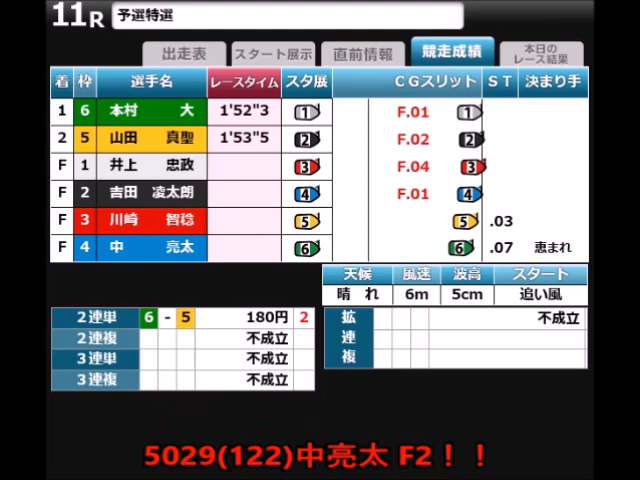 11R 予選特選
出走表 スタート展示 直前情報 競走成績 本日の
レース結果
着 枠 選手名 レースタイム スタ展 CGスリット ST 決まり手
1 6 本村 大 1'52"3 1 F.01 1
2 5 山田 真聖 1'53"5 2 F.02 2
F 1 井上 忠政 3 F.04 3
F 2 吉田 凌太朗 4 F.01 4
F 3 川崎 智稔 5 5 .03
F 4 中 亮太 6 6 .07 恵まれ
天候 風速 波高 スタート
晴れ 6m 5cm 追い風
2連単 6 - 5 180円 2
2連複 不成立
3連単 不成立
3連複 不成立
拡 不成立
連
複
5029(122)中亮太 F2！！